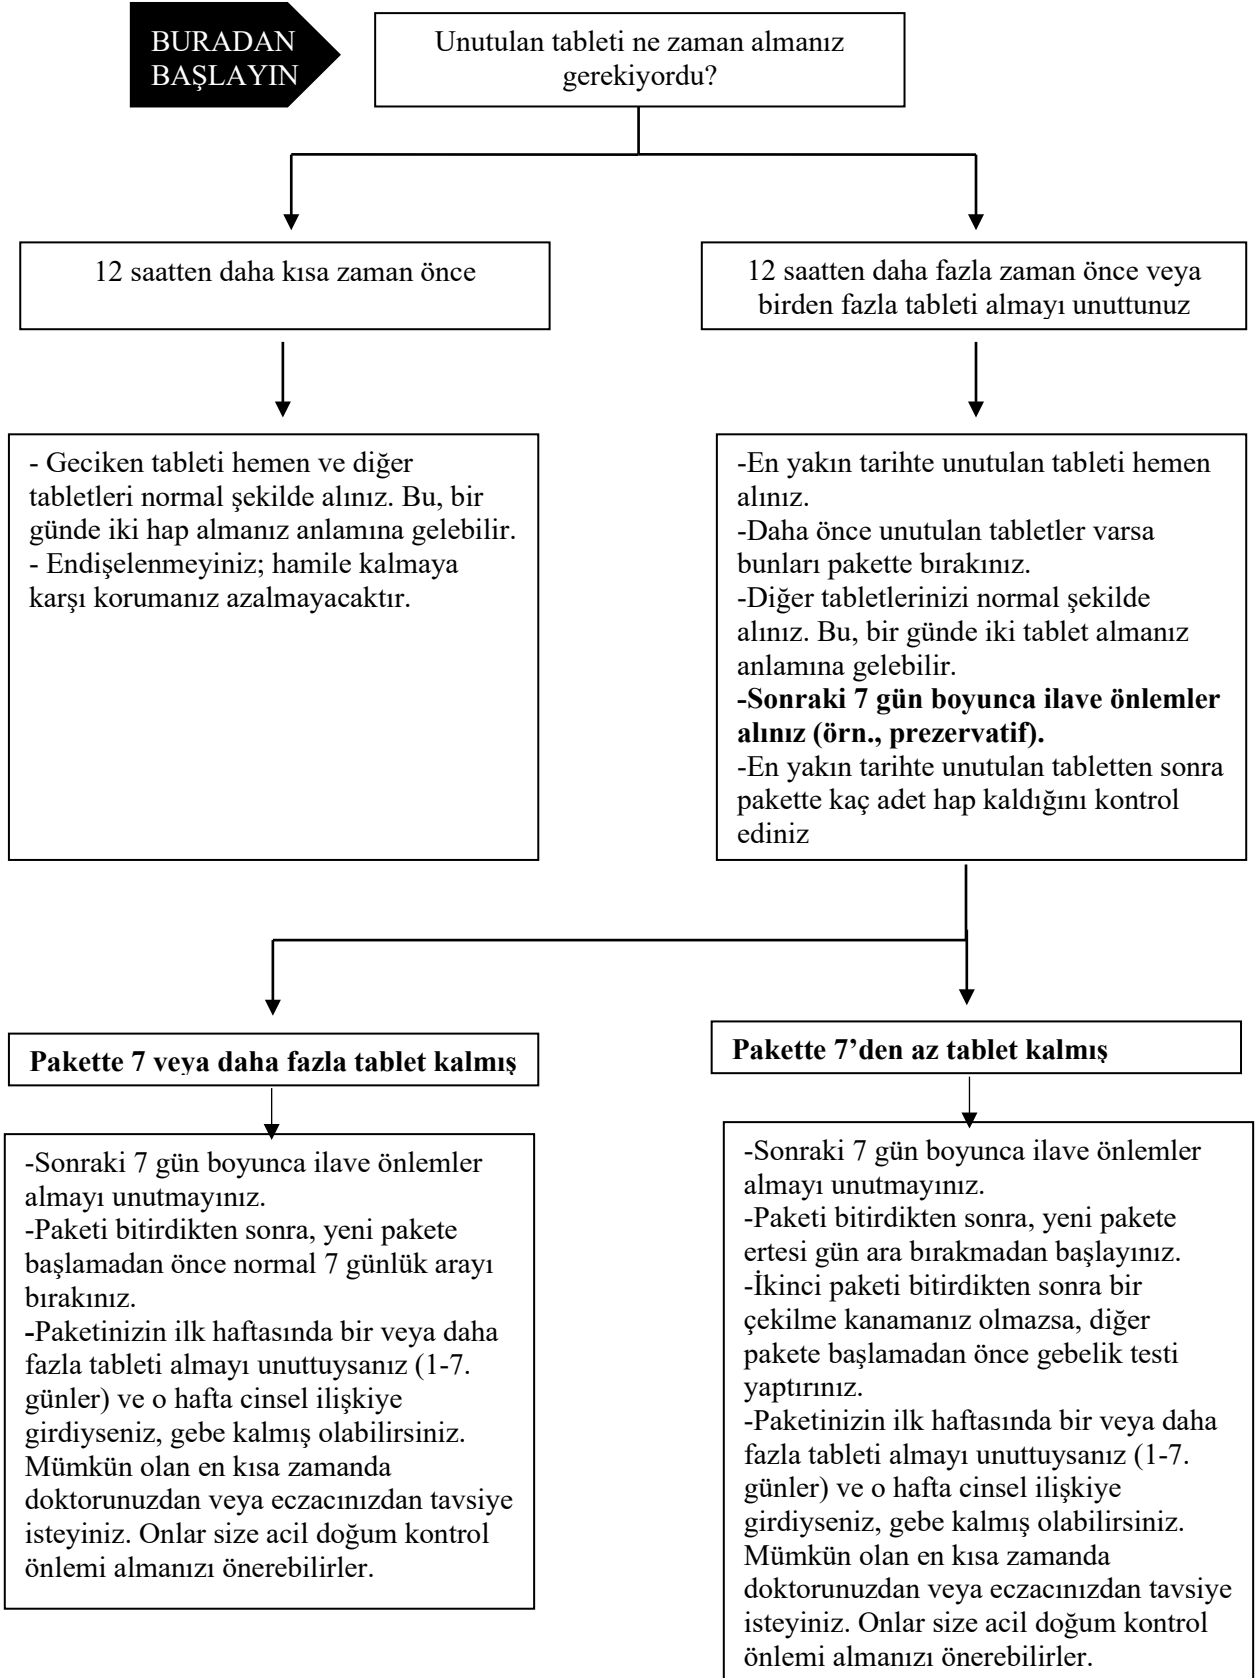 BURADAN
BAŞLAYIN
Unutulan tableti ne zaman almanız
gerekiyordu?
12 saatten daha kısa zaman önce
12 saatten daha fazla zaman önce veya
birden fazla tableti almayı unuttunuz
- Geciken tableti hemen ve diğer
tabletleri normal şekilde alınız. Bu, bir
günde iki hap almanız anlamına gelebilir.
- Endişelenmeyiniz; hamile kalmaya
karşı korumanız azalmayacaktır.
-En yakın tarihte unutulan tableti hemen
alınız.
-Daha önce unutulan tabletler varsa
bunları pakette bırakınız.
-Diğer tabletlerinizi normal şekilde
alınız. Bu, bir günde iki tablet almanız
anlamına gelebilir.
-Sonraki 7 gün boyunca ilave önlemler
alınız (örn., prezervatif).
-En yakın tarihte unutulan tabletten sonra
pakette kaç adet hap kaldığını kontrol
ediniz
Pakette 7 veya daha fazla tablet kalmış
Pakette 7’den az tablet kalmış
-Sonraki 7 gün boyunca ilave önlemler
almayı unutmayınız.
-Paketi bitirdikten sonra, yeni pakete
başlamadan önce normal 7 günlük arayı
bırakınız.
-Paketinizin ilk haftasında bir veya daha
fazla tableti almayı unuttuysanız (1-7.
günler) ve o hafta cinsel ilişkiye
girdiyseniz, gebe kalmış olabilirsiniz.
Mümkün olan en kısa zamanda
doktorunuzdan veya eczacınızdan tavsiye
isteyiniz. Onlar size acil doğum kontrol
önlemi almanızı önerebilirler.
-Sonraki 7 gün boyunca ilave önlemler
almayı unutmayınız.
-Paketi bitirdikten sonra, yeni pakete
ertesi gün ara bırakmadan başlayınız.
-İkinci paketi bitirdikten sonra bir
çekilme kanamanız olmazsa, diğer
pakete başlamadan önce gebelik testi
yaptırınız.
-Paketinizin ilk haftasında bir veya daha
fazla tableti almayı unuttuysanız (1-7.
günler) ve o hafta cinsel ilişkiye
girdiyseniz, gebe kalmış olabilirsiniz.
Mümkün olan en kısa zamanda
doktorunuzdan veya eczacınızdan tavsiye
isteyiniz. Onlar size acil doğum kontrol
önlemi almanızı önerebilirler.